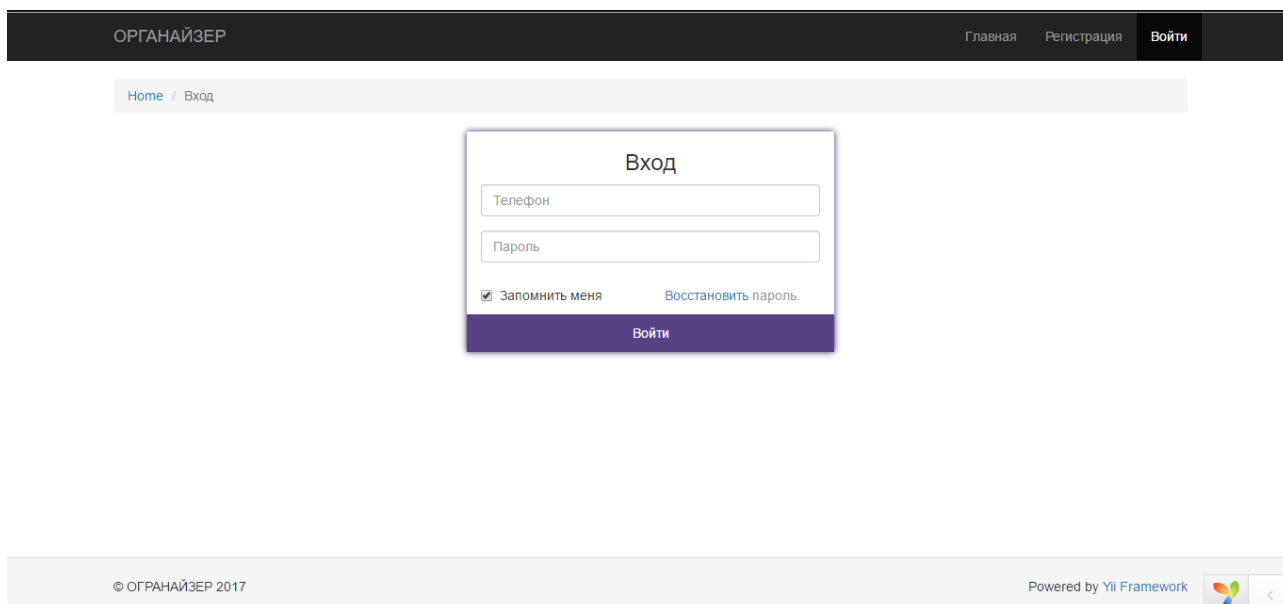 ОРГАНАЙЗЕР Главная Регистрация Войти
Home / Вход
Вход
Телефон
Пароль
Запомнить меня Восстановить пароль.
Войти
© ОГРАНАЙЗЕР 2017 Powered by Yii Framework